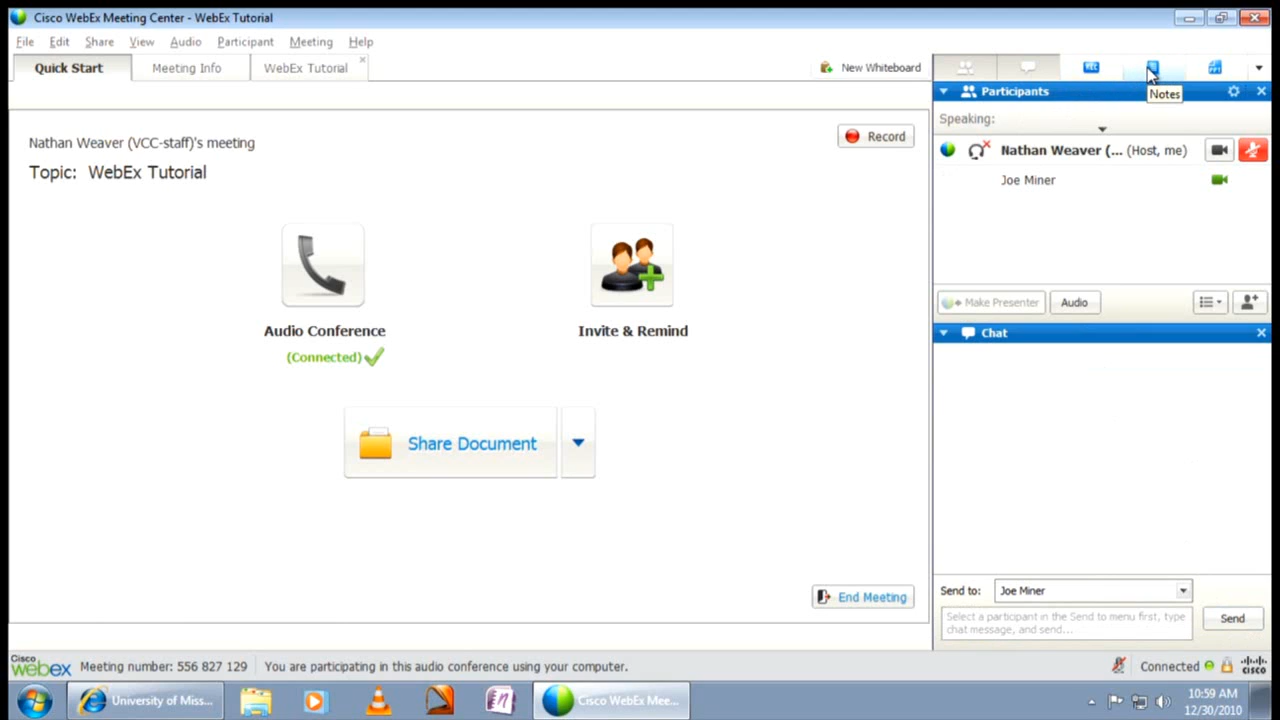 Cisco WebEx Meeting Center - WebEx Tutorial
File Edit Share View Audio Participant Meeting Help
Quick Start Meeting Info WebEx Tutorial New Whiteboard
REC
Participants
Notes
Speaking:
Nathan Weaver (VCC-staff)'s meeting
Record
Topic: WebEx Tutorial
Nathan Weaver (... (Host, me)
Joe Miner
Audio Conference
(Connected)
Invite & Remind
Make Presenter Audio
Chat
Share Document
End Meeting
Send to: Joe Miner
Select a participant in the Send to menu first, type
chat message, and send...
Send
Cisco
webex Meeting number: 556 827 129 You are participating in this audio conference using your computer. Connected
CISCO
University of Miss... Cisco WebEx Mee...
10:59 AM
12/30/2010